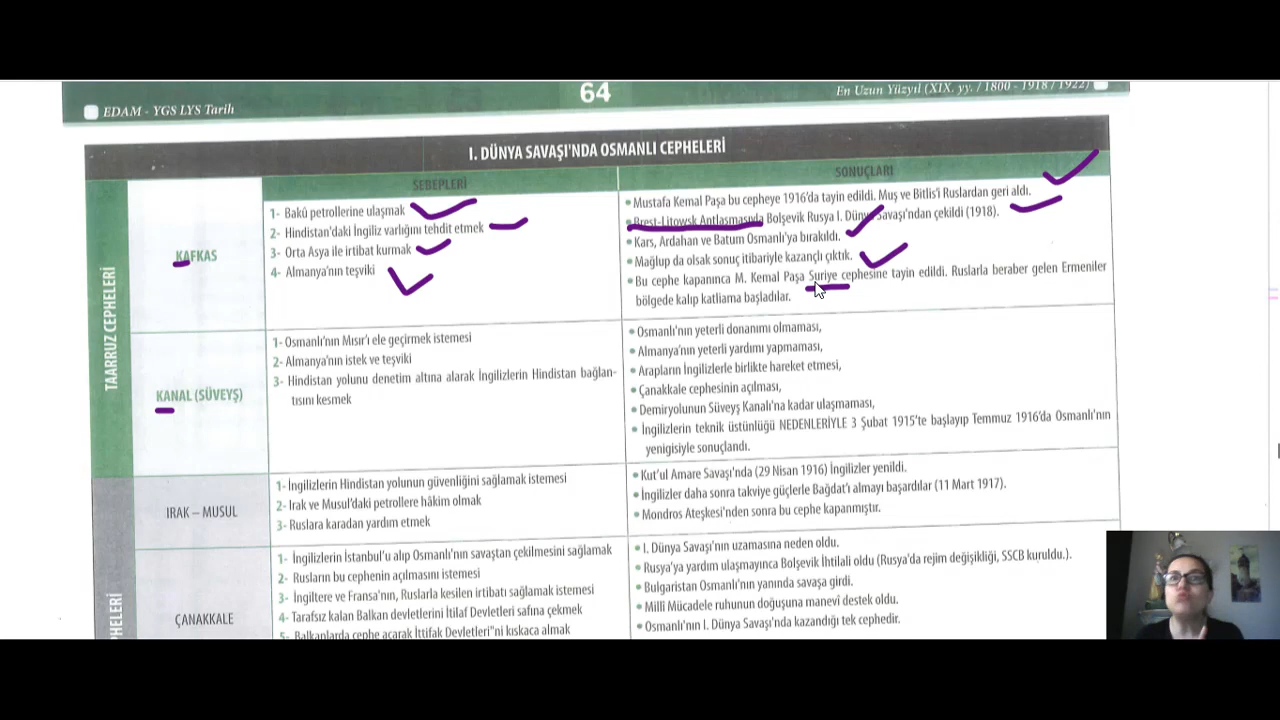 EDAM - YGS LYS Tarih
64
En Uzun Yüzyıl (XIX. yy. / 1800 - 1918 / 1922)
I. DÜNYA SAVAŞI'NDA OSMANLI CEPHELERİ
SEBEPLERİ
SONUÇLARI
TAARRUZ CEPHELERİ
KAFKAS
1- Bakû petrollerine ulaşmak
2- Hindistan'daki İngiliz varlığını tehdit etmek
3- Orta Asya ile irtibat kurmak
4- Almanya'nın teşviki
• Mustafa Kemal Paşa bu cepheye 1916'da tayin edildi. Muş ve Bitlis'i Ruslardan geri aldı.
• Brest-Litowsk Antlaşmasında Bolşevik Rusya I. Dünya Savaşı'ndan çekildi (1918).
• Kars, Ardahan ve Batum Osmanlı'ya bırakıldı.
• Mağlup da olsak sonuç itibariyle kazançlı çıktık.
• Bu cephe kapanınca M. Kemal Paşa Suriye cephesine tayin edildi. Ruslarla beraber gelen Ermeniler
bölgede kalıp katliama başladılar.
KANAL (SÜVEYŞ)
1- Osmanlı'nın Mısır'ı ele geçirmek istemesi
2- Almanya'nın istek ve teşviki
3- Hindistan yolunu denetim altına alarak İngilizlerin Hindistan bağlan-
tısını kesmek
• Osmanlı'nın yeterli donanımı olmaması,
• Almanya'nın yeterli yardımı yapmaması,
• Arapların İngilizlerle birlikte hareket etmesi,
• Çanakkale cephesinin açılması,
• Demiryolunun Süveyş Kanalı'na kadar ulaşmaması,
• İngilizlerin teknik üstünlüğü NEDENLERİYLE 3 Şubat 1915'te başlayıp Temmuz 1916'da Osmanlı'nın
yenigisiyle sonuçlandı.
PHELERİ
IRAK – MUSUL
1- İngilizlerin Hindistan yolunun güvenliğini sağlamak istemesi
2- Irak ve Musul'daki petrollere hâkim olmak
3- Ruslara karadan yardım etmek
• Kut'ul Amare Savaşı'nda (29 Nisan 1916) İngilizler yenildi.
• İngilizler daha sonra takviye güçlerle Bağdat'ı almayı başardılar (11 Mart 1917).
• Mondros Ateşkesi'nden sonra bu cephe kapanmıştır.
ÇANAKKALE
1- İngilizlerin İstanbul'u alıp Osmanlı'nın savaştan çekilmesini sağlamak
2- Rusların bu cephenin açılmasını istemesi
3- İngiltere ve Fransa'nın, Ruslarla kesilen irtibatı sağlamak istemesi
4- Tarafsız kalan Balkan devletlerini İtilaf Devletleri safına çekmek
5- Balkanlarda cephe açarak İttifak Devletleri"ni kıskaca almak
• I. Dünya Savaşı'nın uzamasına neden oldu.
• Rusya'ya yardım ulaşmayınca Bolşevik İhtilali oldu (Rusya'da rejim değişikliği, SSCB kuruldu.).
• Bulgaristan Osmanlı'nın yanında savaşa girdi.
• Millî Mücadele ruhunun doğuşuna manevî destek oldu.
• Osmanlı'nın I. Dünya Savaşı'nda kazandığı tek cephedir.